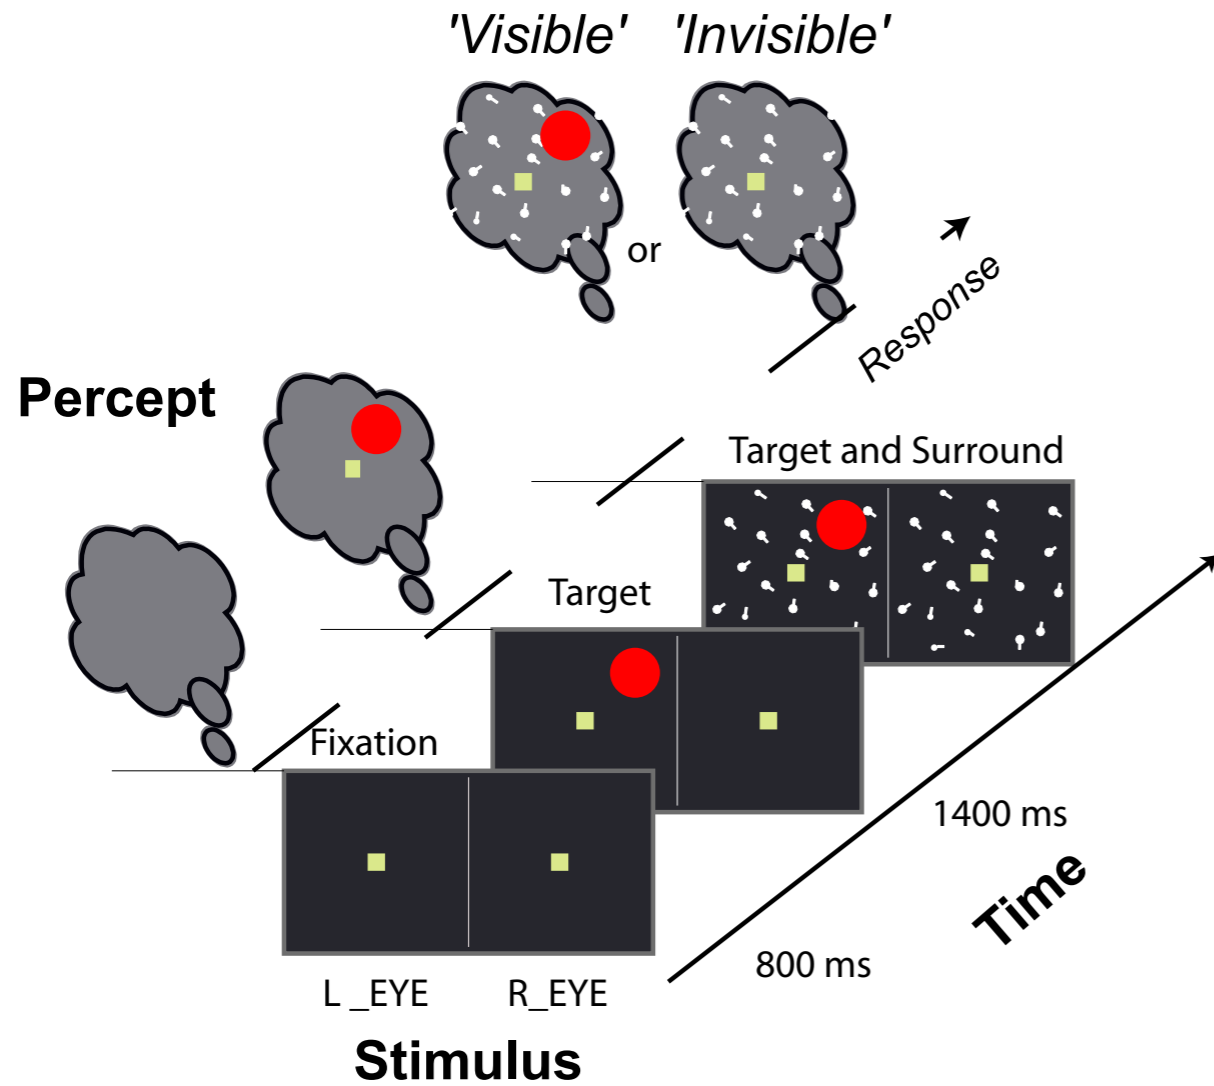 'Visible' 'Invisible'
or
Response
Percept
Target and Surround
Target
Fixation
1400 ms
Time
800 ms
L _EYE R_EYE
Stimulus